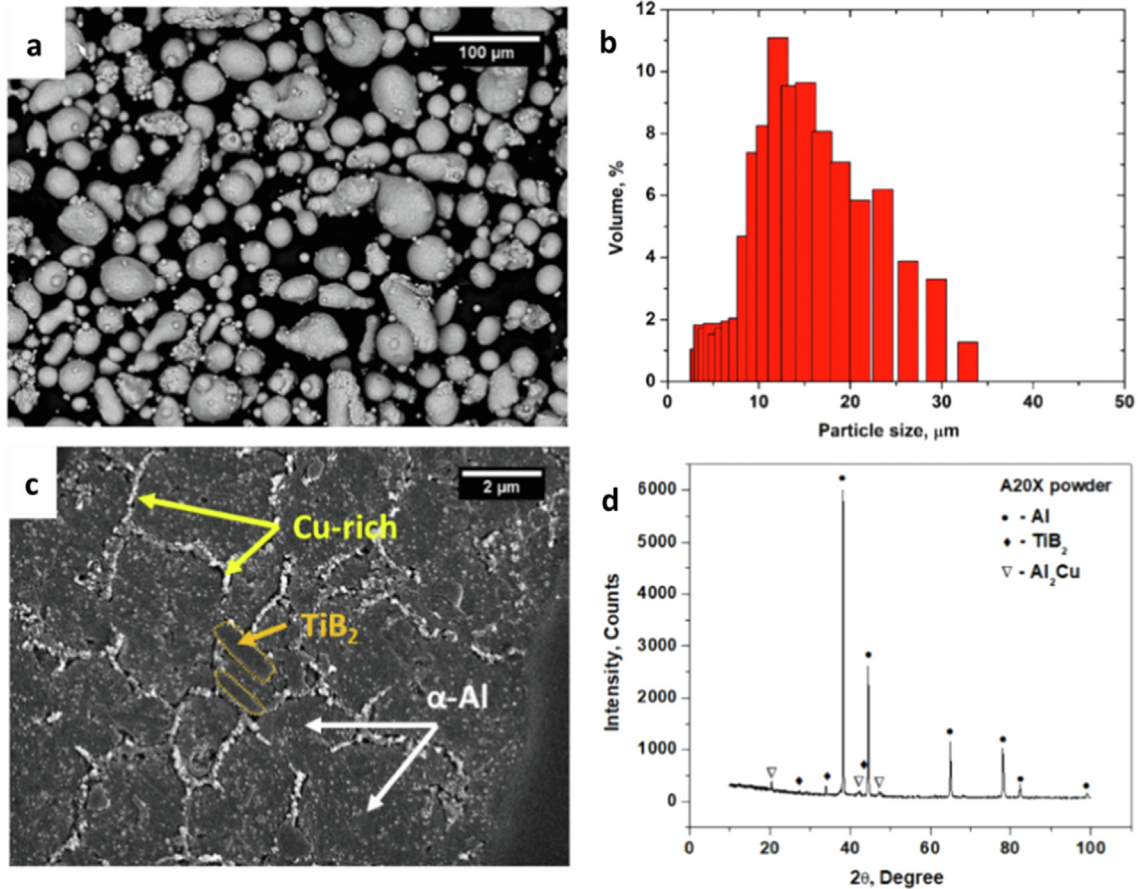 a
100 µm
b
12
10
8
6
4
2
0
Volume, %
0 10 20 30 40 50
Particle size, µm
c
2 µm
Cu-rich
TiB₂
α-Al
d
A20X powder
• - Al
♦ - TiB₂
▽ - Al₂Cu
6000
5000
4000
3000
2000
1000
0
Intensity, Counts
0 20 40 60 80 100
2θ, Degree